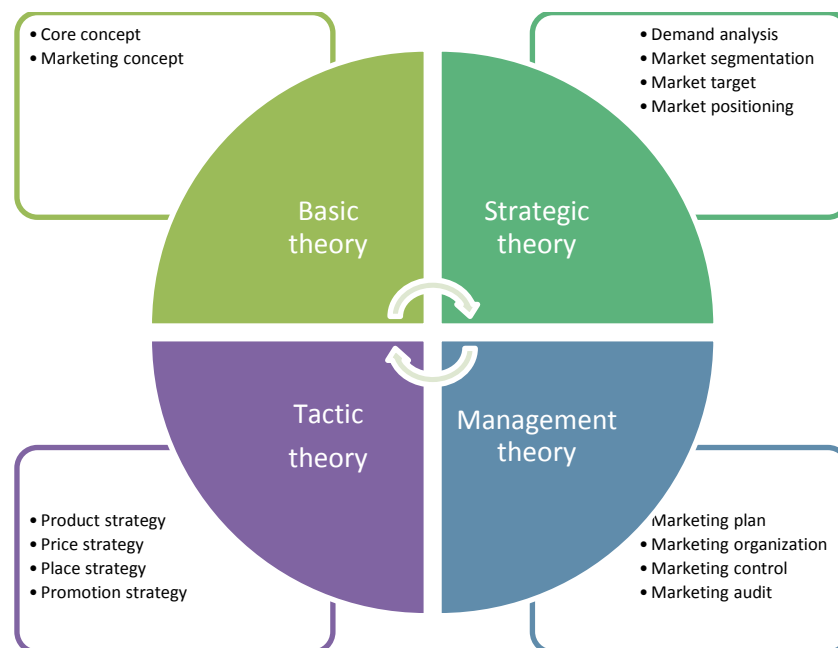 • Core concept
• Marketing concept
• Demand analysis
• Market segmentation
• Market target
• Market positioning
Basic
theory
Strategic
theory
Tactic
theory
Management
theory
• Product strategy
• Price strategy
• Place strategy
• Promotion strategy
Marketing plan
• Marketing organization
• Marketing control
• Marketing audit